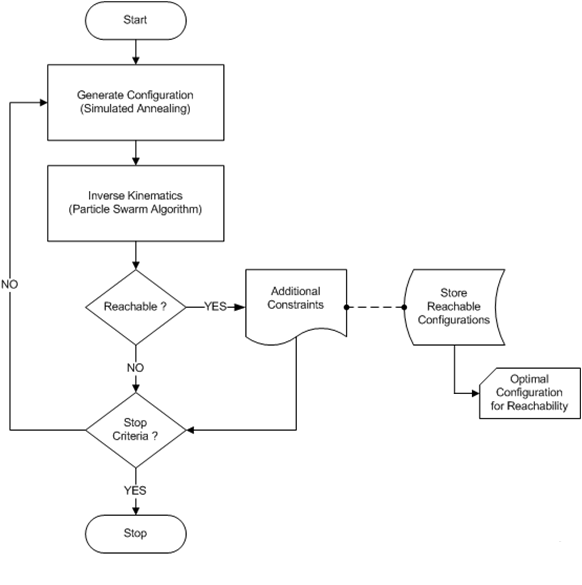 Start
Generate Configuration
(Simulated Annealing)
Inverse Kinematics
(Particle Swarm Algorithm)
Reachable ?
YES
Additional
Constraints
Store
Reachable
Configurations
NO
NO
Optimal
Configuration
for Reachability
Stop
Criteria ?
YES
Stop